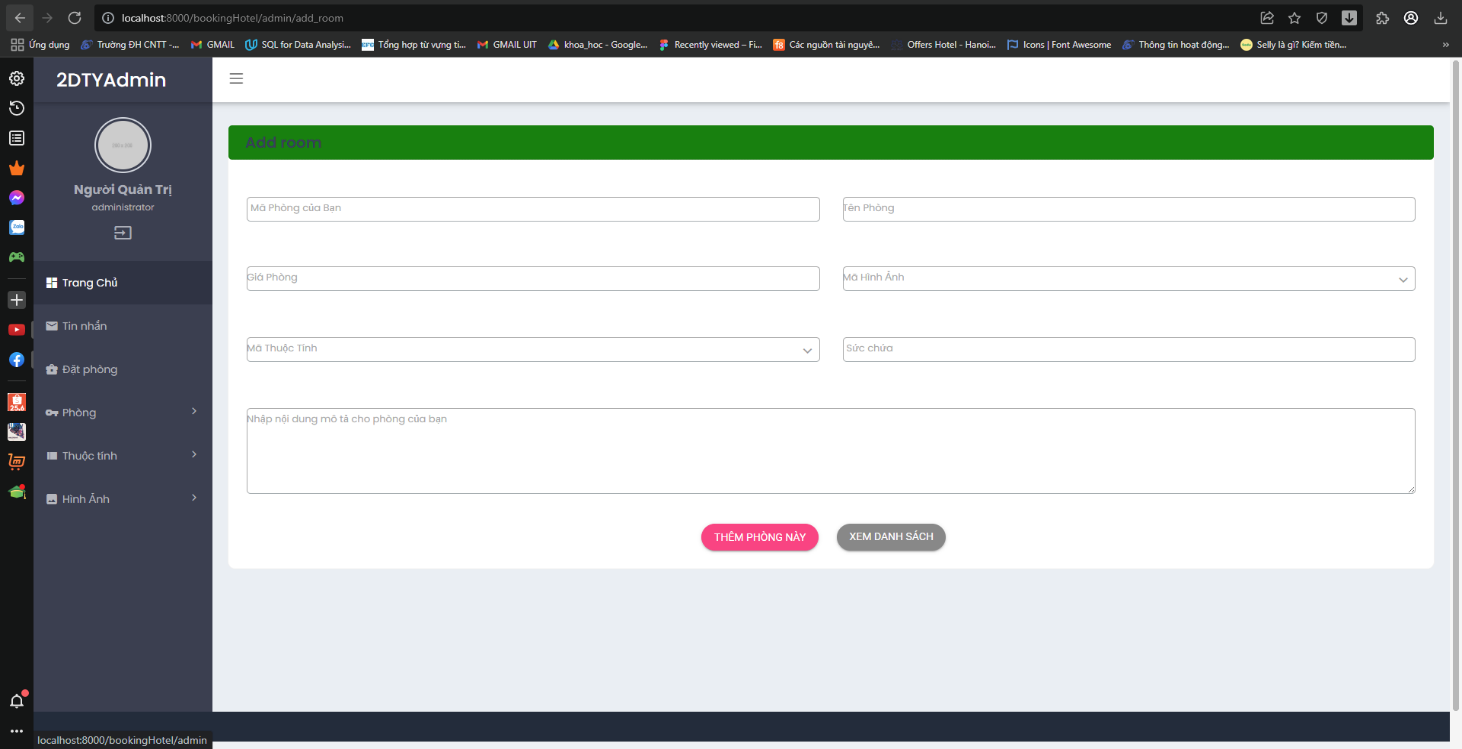 localhost:8000/bookingHotel/admin/add_room
Ứng dụng Trường ĐH CNTT -... GMAIL SQL for Data Analysi... Tổng hợp từ vựng ti... GMAIL UIT khoa_hoc - Google... Recently viewed – Fi... Các nguồn tài nguyê... Offers Hotel - Hanoi,... Icons | Font Awesome Thông tin hoạt động... Selly là gì? Kiếm tiền... »
2DTYAdmin
Add room
Người Quản Trị
administrator
Mã Phòng của Bạn Tên Phòng
Giá Phòng Mã Hình Ảnh
Mã Thuộc Tính Sức chứa
Nhập nội dung mô tả cho phòng của bạn
THÊM PHÒNG NÀY XEM DANH SÁCH
Trang Chủ
Tin nhắn
Đặt phòng
Phòng
Thuộc tính
Hình Ảnh
Zalo
25.6
localhost:8000/bookingHotel/admin